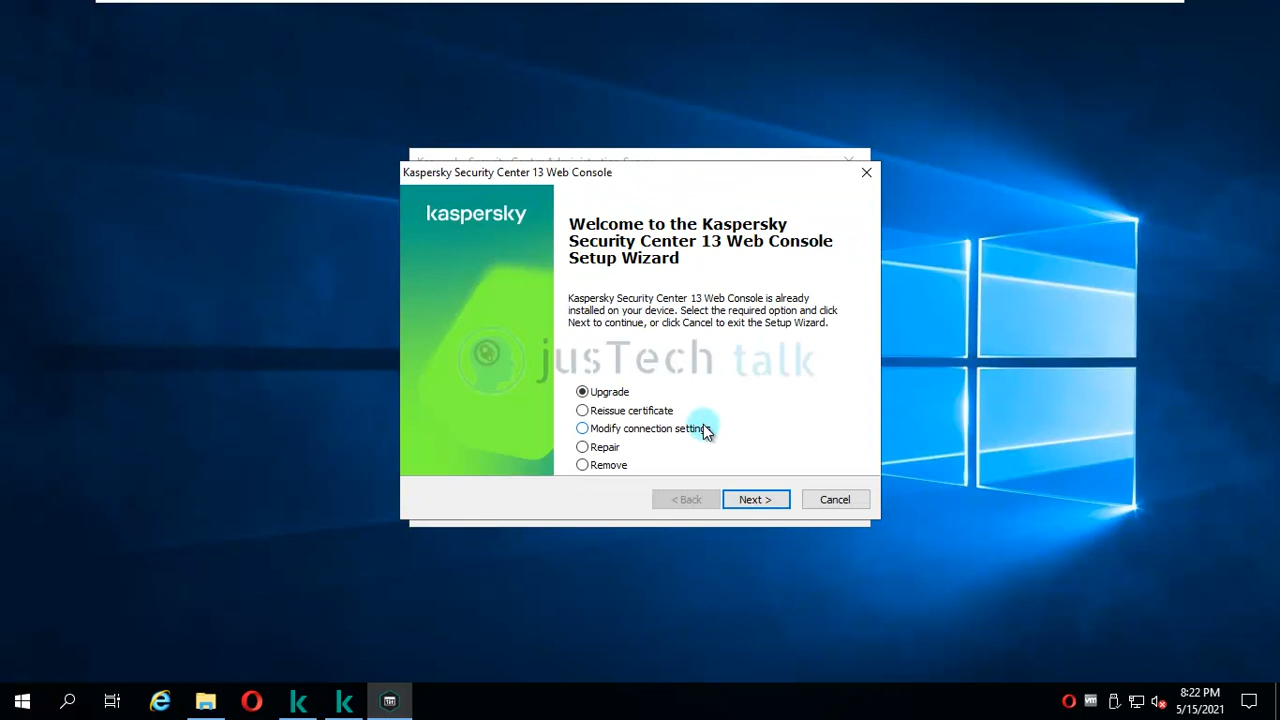 Kaspersky Security Center 13 Web Console
kaspersky
Welcome to the Kaspersky
Security Center 13 Web Console
Setup Wizard
Kaspersky Security Center 13 Web Console is already
installed on your device. Select the required option and click
Next to continue, or click Cancel to exit the Setup Wizard.
jusTech talk
Upgrade
Reissue certificate
Modify connection settings
Repair
Remove
< Back
Next >
Cancel
8:22 PM
5/15/2021